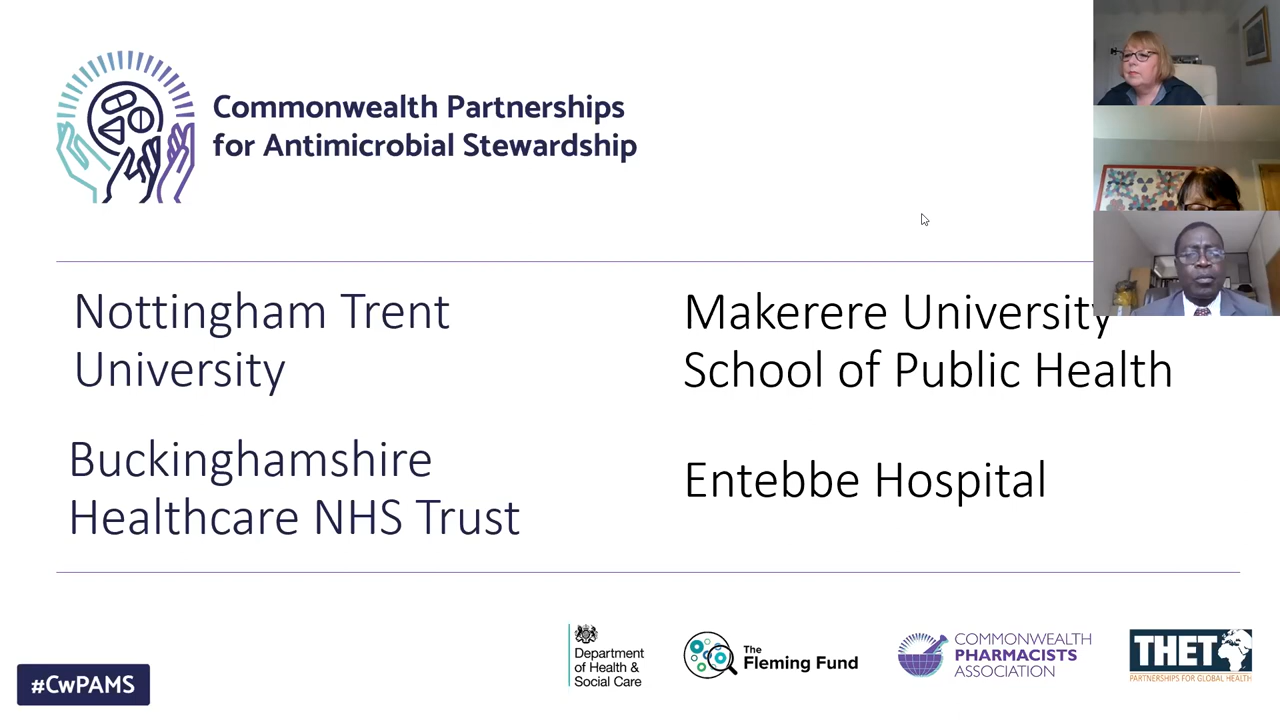 Commonwealth Partnerships
for Antimicrobial Stewardship
Nottingham Trent
University
Makerere University
School of Public Health
Buckinghamshire
Healthcare NHS Trust
Entebbe Hospital
#CwPAMS
Department
of Health &
Social Care
The
Fleming Fund
COMMONWEALTH
PHARMACISTS
ASSOCIATION
THET
PARTNERSHIPS FOR GLOBAL HEALTH